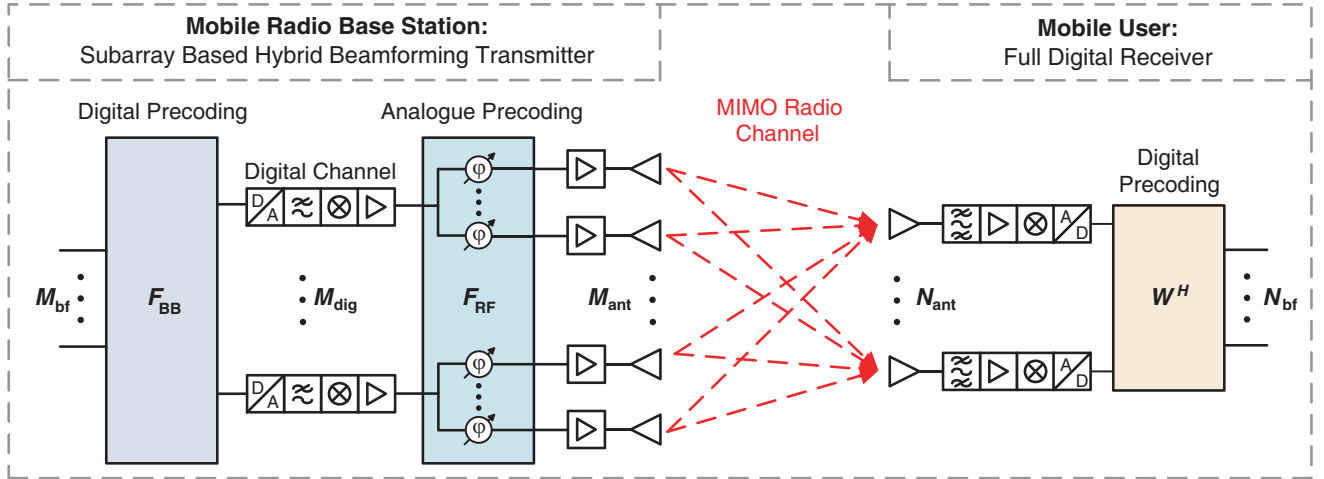 Mobile Radio Base Station:
Subarray Based Hybrid Beamforming Transmitter
Mobile User:
Full Digital Receiver
Digital Precoding
Analogue Precoding
MIMO Radio
Channel
Digital
Precoding
Digital Channel
D/A
φ
φ
A/D
M_bf
F_BB
M_dig
F_RF
M_ant
N_ant
W^H
N_bf
D/A
φ
φ
A/D